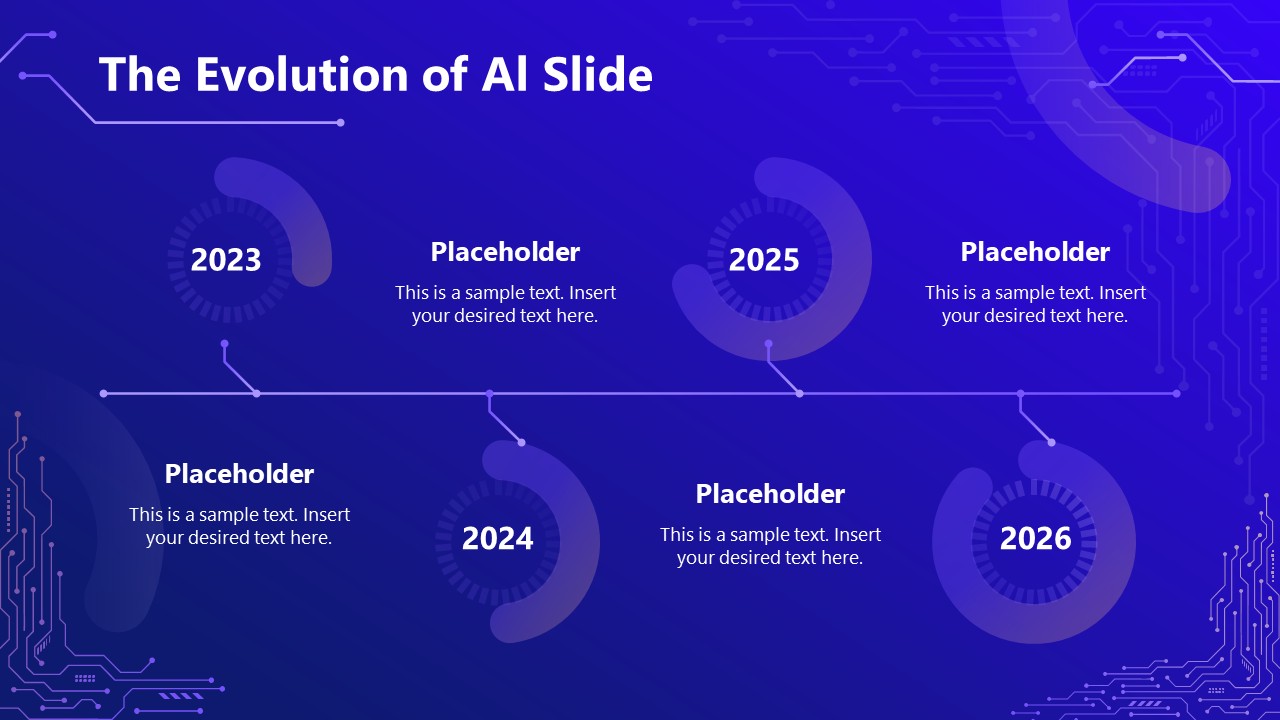 The Evolution of Al Slide
2023
Placeholder
This is a sample text. Insert
your desired text here.
2025
Placeholder
This is a sample text. Insert
your desired text here.
Placeholder
This is a sample text. Insert
your desired text here.
2024
Placeholder
This is a sample text. Insert
your desired text here.
2026